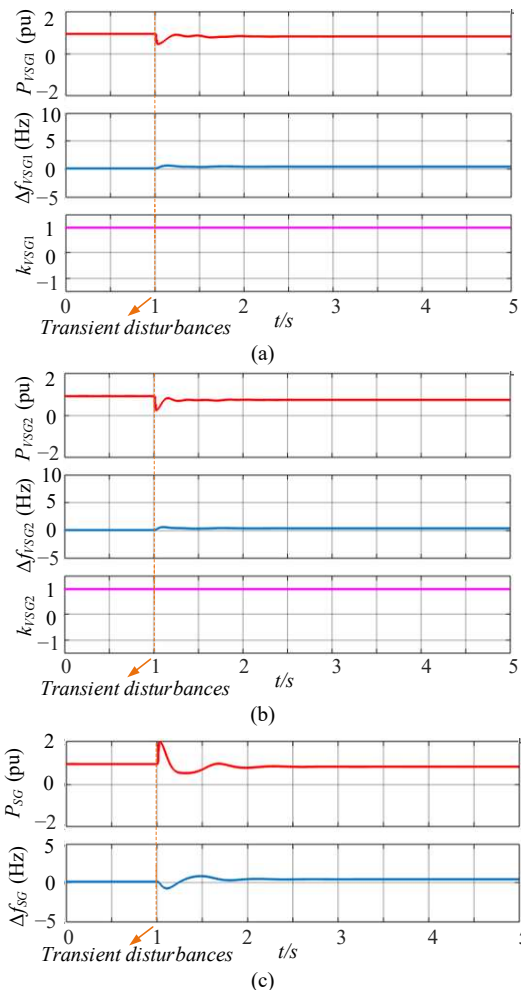 P_VSG1 (pu)
2
0
−2
Δf_VSG1 (Hz)
10
5
0
−5
k_VSG1
1
0
−1
0 1 2 3 4 5
Transient disturbances t/s
(a)
P_VSG2 (pu)
2
0
−2
Δf_VSG2 (Hz)
10
5
0
−5
k_VSG2
1
0
−1
0 1 2 3 4 5
Transient disturbances t/s
(b)
P_SG (pu)
2
0
−2
Δf_SG (Hz)
5
0
5
0 1 2 3 4 5
Transient disturbances t/s
(c)